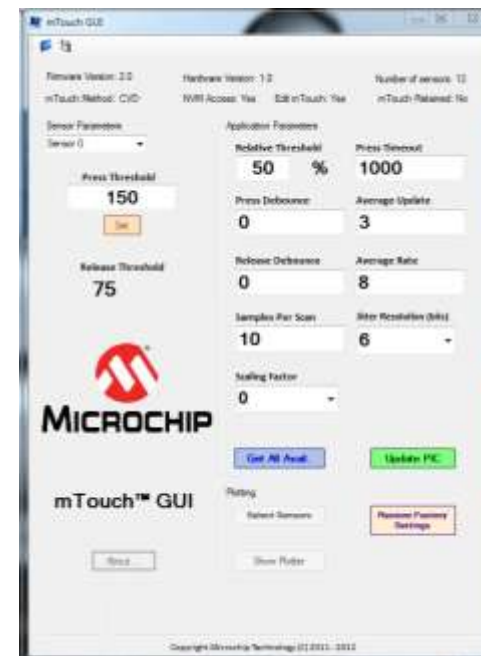 mTouch GUI
Firmware Version: 2.0 Hardware Version: 1.0 Number of sensors: 12
mTouch Method: CVD NVM Access: Yes Edit mTouch: Yes mTouch Retained: No
Sensor Parameters Application Parameters
Sensor 0
Relative Threshold Press Timeout
50 % 1000
Press Threshold
150
Set
Press Debounce Average Update
0 3
Release Threshold
75
Release Debounce Average Rate
0 8
Samples Per Scan Jitter Resolution (bits)
10 6
Scaling Factor
0
MICROCHIP
Get All Avail. Update PIC
mTouch™ GUI
Plotting
Select Sensors Restore Factory
Settings
Show Plotter
Copyright Microchip Technology (C) 2011 - 2012